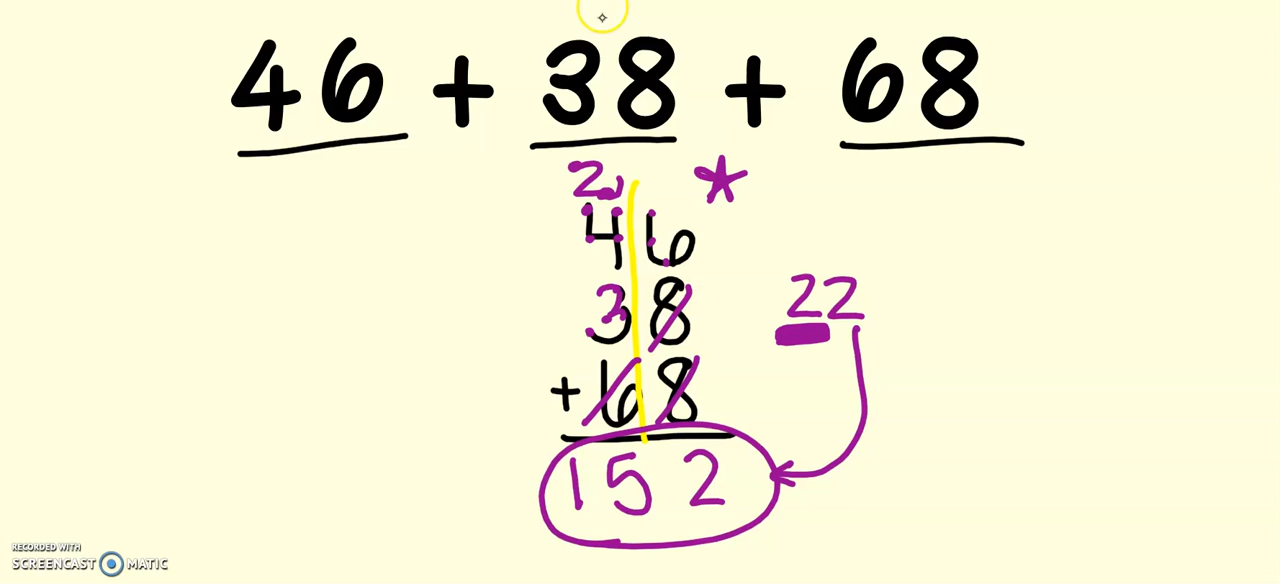 46 + 38 + 68
2
46
38
22
+ 68
152
RECORDED WITH
SCREENCAST MATIC